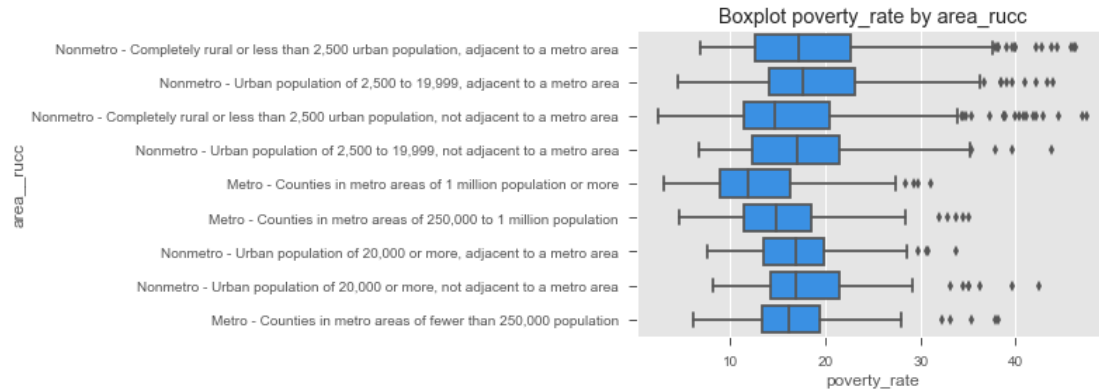 Boxplot poverty_rate by area_rucc
Nonmetro - Completely rural or less than 2,500 urban population, adjacent to a metro area
Nonmetro - Urban population of 2,500 to 19,999, adjacent to a metro area
Nonmetro - Completely rural or less than 2,500 urban population, not adjacent to a metro area
Nonmetro - Urban population of 2,500 to 19,999, not adjacent to a metro area
Metro - Counties in metro areas of 1 million population or more
Metro - Counties in metro areas of 250,000 to 1 million population
Nonmetro - Urban population of 20,000 or more, adjacent to a metro area
Nonmetro - Urban population of 20,000 or more, not adjacent to a metro area
Metro - Counties in metro areas of fewer than 250,000 population
area__rucc
10 20 30 40
poverty_rate